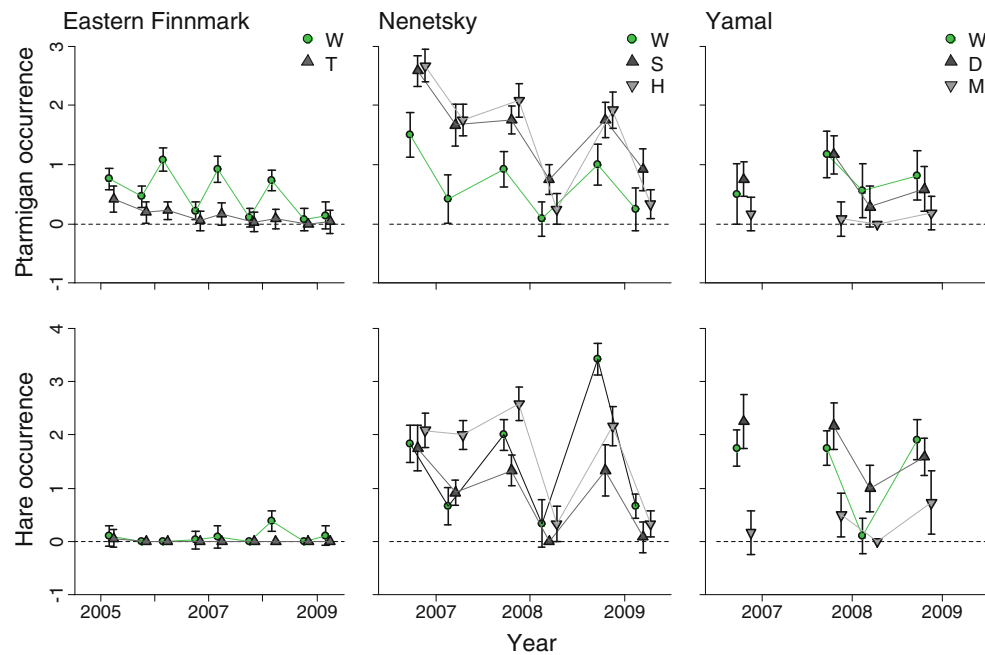 Eastern Finnmark
W
T
Nenetsky
W
S
H
Yamal
W
D
M
Ptarmigan occurrence
3
2
1
0
-1
Hare occurrence
4
3
2
1
0
-1
2005 2007 2009
2007 2008 2009
2007 2008 2009
Year